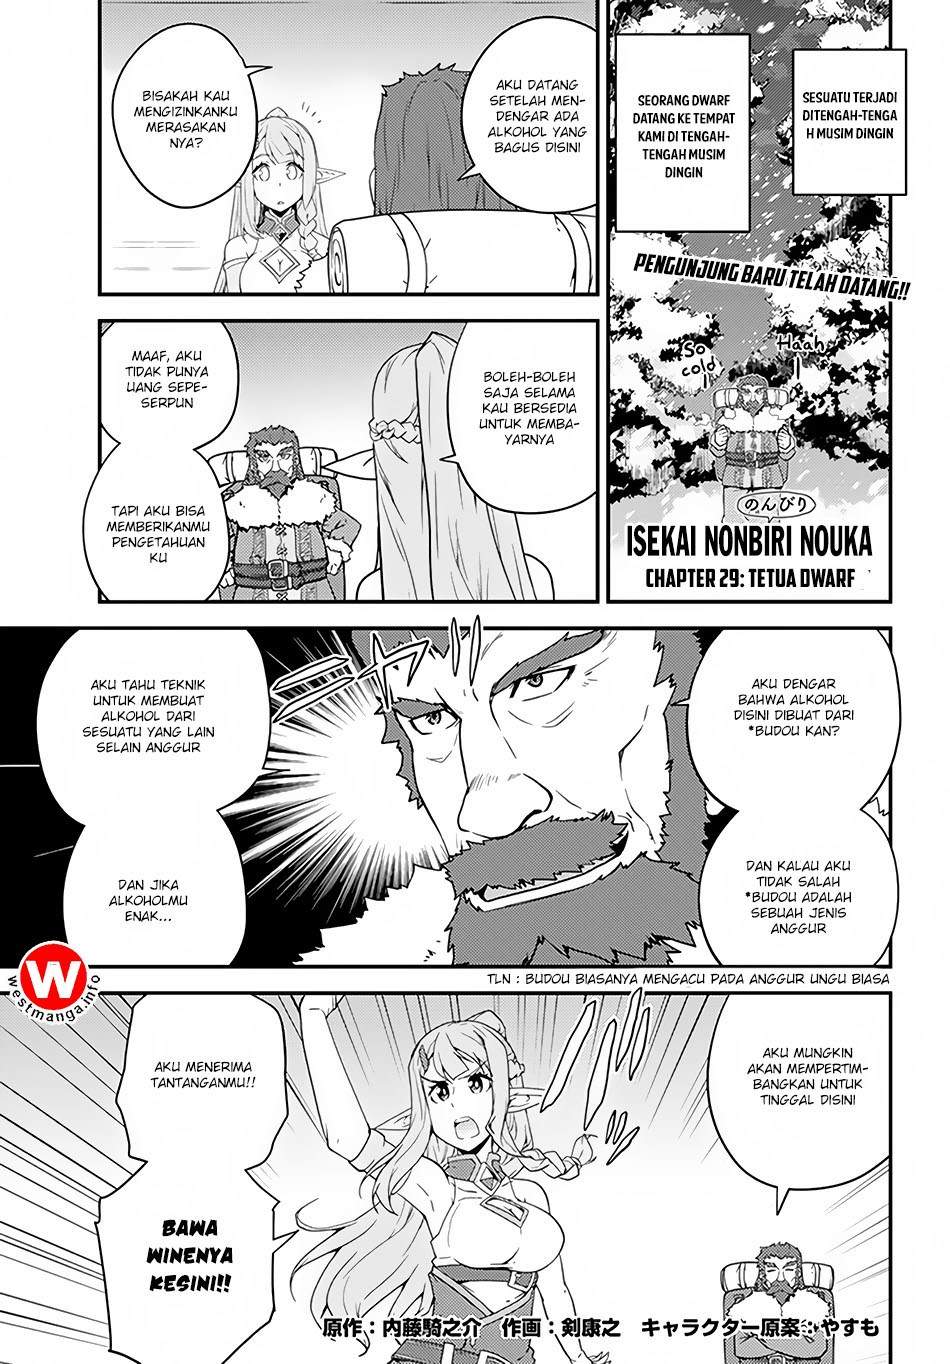 SESUATU TERJADI
DITENGAH-TENGA
H MUSIM DINGIN
SEORANG DWARF
DATANG KE TEMPAT
KAMI DI TENGAH-
TENGAH MUSIM
DINGIN
PENGUNJUNG BARU TELAH DATANG!!
So
cold
Haah
のんびり
ISEKAI NONBIRI NOUKA
CHAPTER 29: TETUA DWARF
AKU DATANG
SETELAH MEN-
DENGAR ADA
ALKOHOL YANG
BAGUS DISINI
BISAKAH KAU
MENGIZINKANKU
MERASAKAN
NYA?
BOLEH-BOLEH
SAJA SELAMA
KAU BERSEDIA
UNTUK MEMBA-
YARNYA
MAAF, AKU
TIDAK PUNYA
UANG SEPE-
SERPUN
TAPI AKU BISA
MEMBERIKANMU
PENGETAHUAN
KU
AKU DENGAR
BAHWA ALKOHOL
DISINI DIBUAT DARI
*BUDOU KAN?
DAN KALAU AKU
TIDAK SALAH
*BUDOU ADALAH
SEBUAH JENIS
ANGGUR
ニヤッ
AKU TAHU TEKNIK
UNTUK MEMBUAT
ALKOHOL DARI
SESUATU YANG LAIN
SELAIN ANGGUR
DAN JIKA
ALKOHOLMU
ENAK...
W
westmanga.info
TLN : BUDOU BIASANYA MENGACU PADA ANGGUR UNGU BIASA
AKU MUNGKIN
AKAN MEMPERTIM-
BANGKAN UNTUK
TINGGAL DISINI
AKU MENERIMA
TANTANGANMU!!
BAWA
WINENYA
KESINI!!
原作：内藤騎之介 作画：剣康之 キャラクター原案：やすも